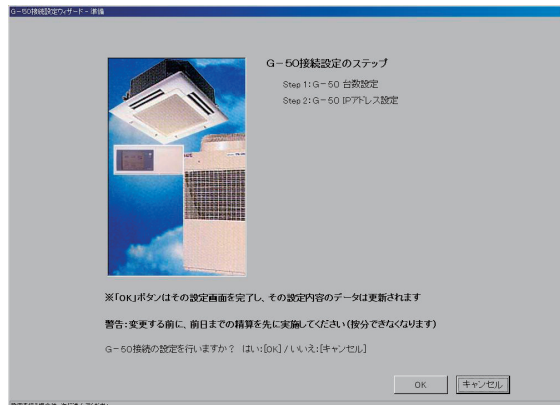 G-50接続設定ウィザード - 準備
G-50接続設定のステップ
Step 1:G-50 台数設定
Step 2:G-50 IPアドレス設定
※「OK」ボタンはその設定画面を完了し、その設定内容のデータは更新されます
警告:変更する前に、前日までの精算を先に実施してください(按分できなくなります)
G-50接続の設定を行いますか? はい:[OK] / いいえ:[キャンセル]
OK
キャンセル